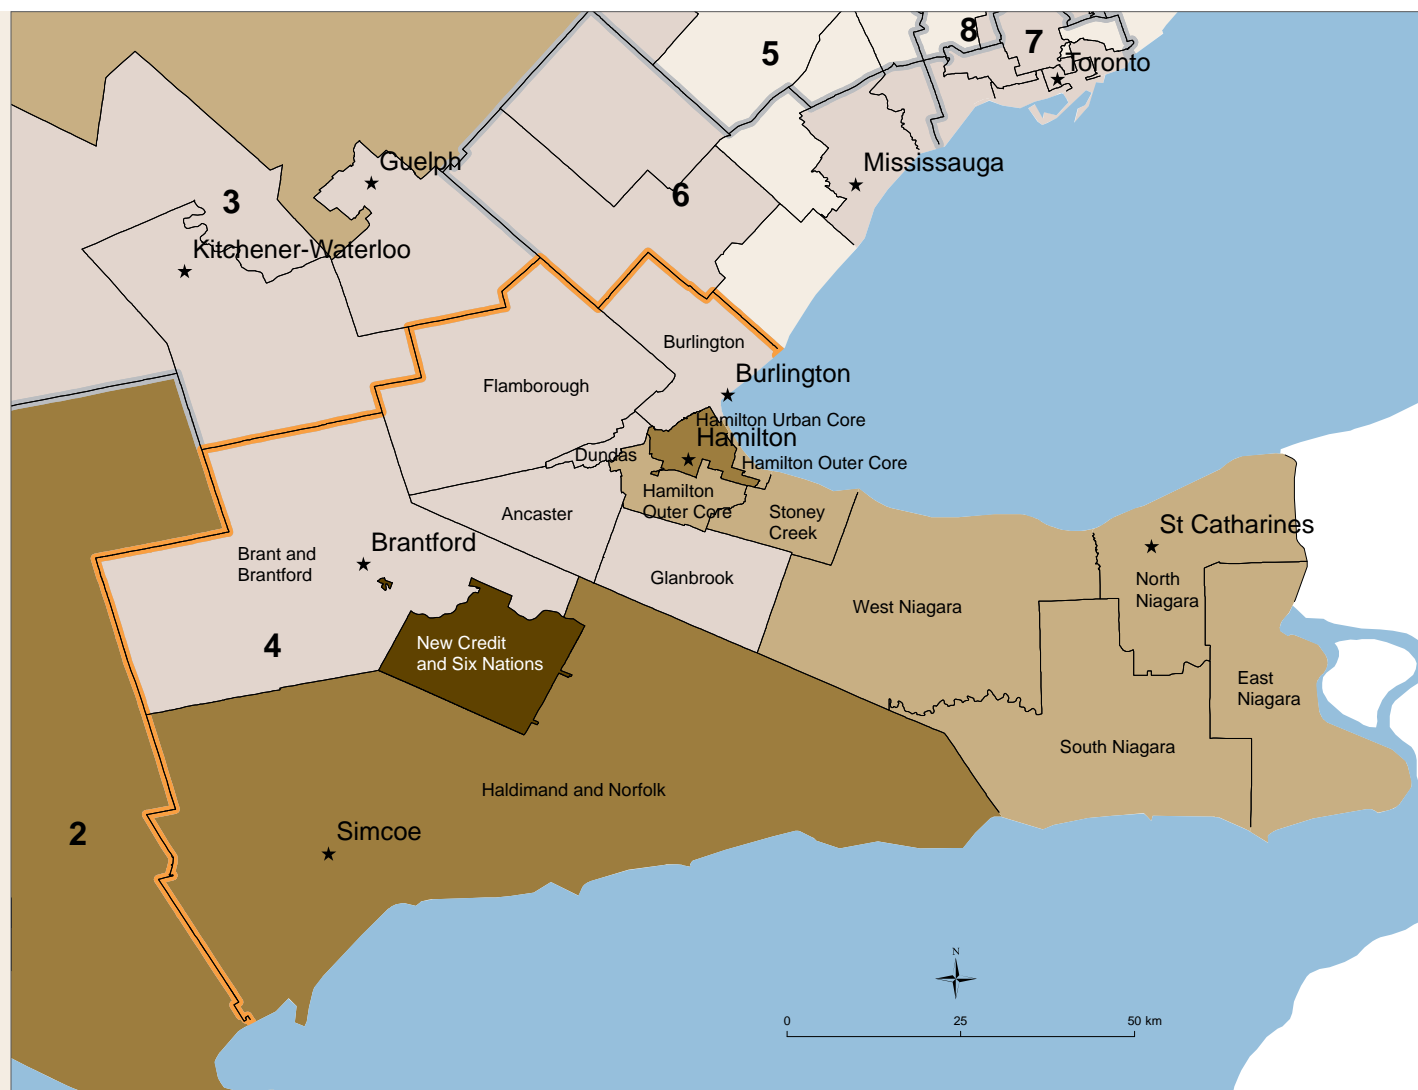 8
7
5
Toronto
Guelph
Mississauga
6
3
Kitchener-Waterloo
Burlington
Burlington
Flamborough
Hamilton Urban Core
Hamilton
Dundas
Hamilton Outer Core
Hamilton
Outer Core
Ancaster
Stoney
Creek
St Catharines
Brantford
Brant and
Brantford
Glanbrook
North
Niagara
West Niagara
4
New Credit
and Six Nations
East
Niagara
South Niagara
Haldimand and Norfolk
2
Simcoe
N
0
25
50 km